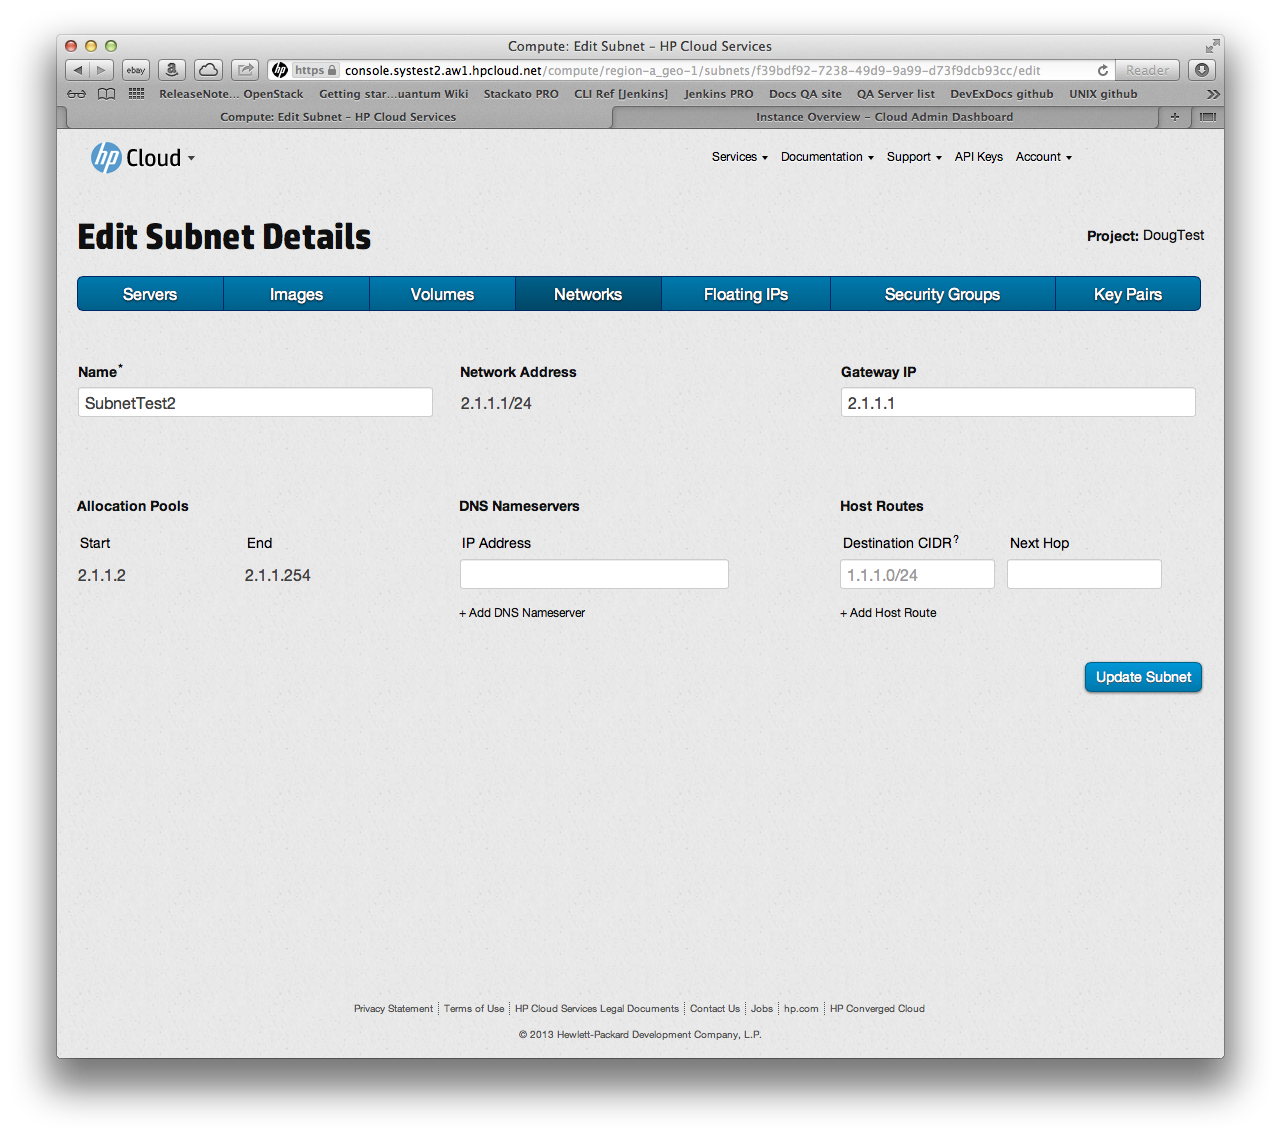 Compute: Edit Subnet – HP Cloud Services
ebay a hp https console.systest2.aw1.hpcloud.net/compute/region-a_geo-1/subnets/f39bdf92-7238-49d9-9a99-d73f9dcb93cc/edit Reader
ReleaseNote... OpenStack Getting star...uantum Wiki Stackato PRO CLI Ref [Jenkins] Jenkins PRO Docs QA site QA Server list DevExDocs github UNIX github
Compute: Edit Subnet – HP Cloud Services Instance Overview – Cloud Admin Dashboard +
hp Cloud Services Documentation Support API Keys Account
Edit Subnet Details Project: DougTest
Servers Images Volumes Networks Floating IPs Security Groups Key Pairs
Name* Network Address Gateway IP
SubnetTest2 2.1.1.1/24 2.1.1.1
Allocation Pools DNS Nameservers Host Routes
Start End IP Address Destination CIDR? Next Hop
2.1.1.2 2.1.1.254 1.1.1.0/24
+ Add DNS Nameserver + Add Host Route
Update Subnet
Privacy Statement Terms of Use HP Cloud Services Legal Documents Contact Us Jobs hp.com HP Converged Cloud
© 2013 Hewlett-Packard Development Company, L.P.